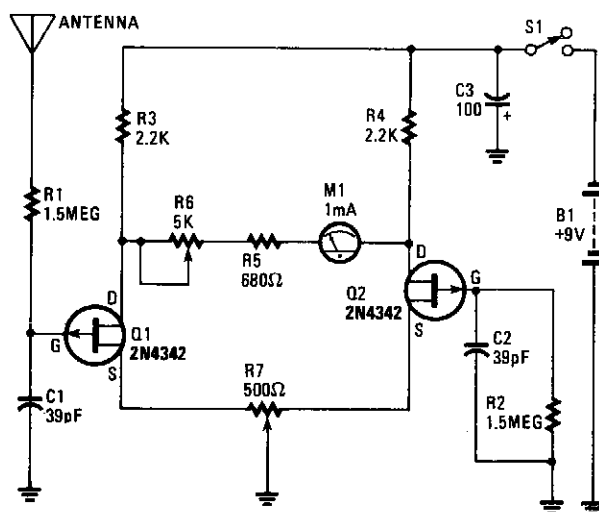 ANTENNA
S1
C3
100
+
R3
2.2K
R4
2.2K
R1
1.5MEG
R6
5K
M1
1mA
B1
+9V
R5
680Ω
D
D
G
Q2
2N4342
G
Q1
2N4342
S
S
C1
39pF
R7
500Ω
C2
39pF
R2
1.5MEG